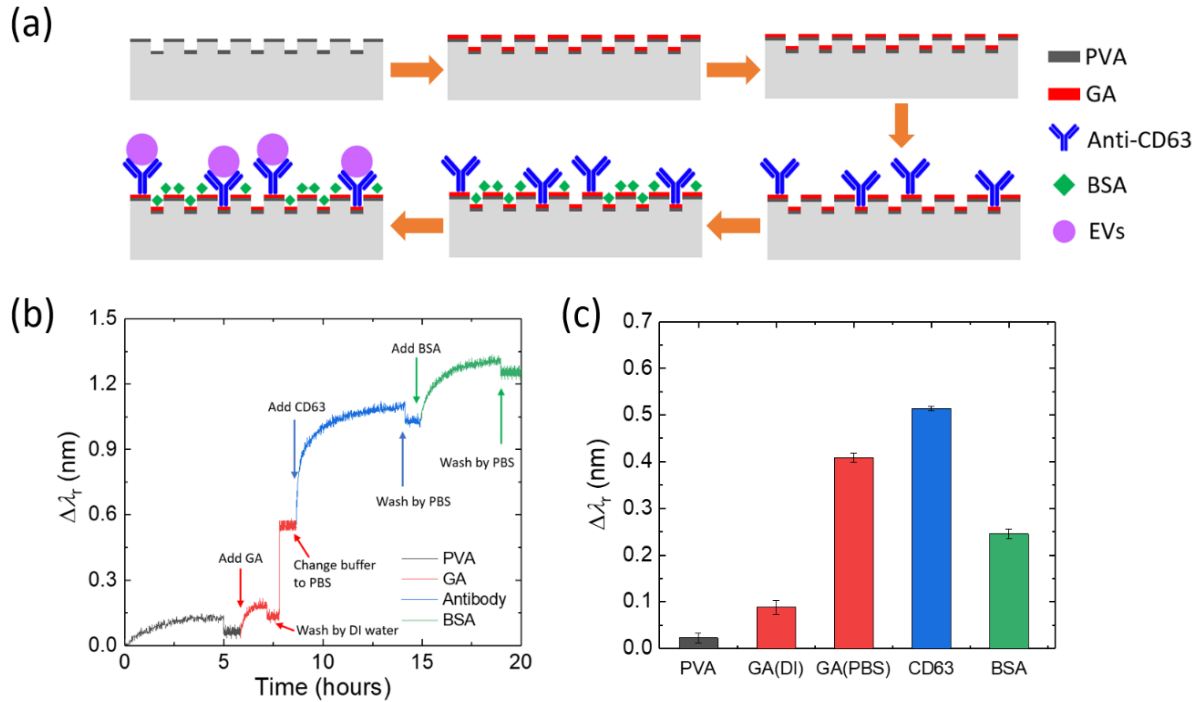 (a)
PVA
GA
Anti-CD63
BSA
EVs
(b)
1.5
1.2
0.9
0.6
0.3
0.0
Δλr (nm)
Add GA
Add CD63
Add BSA
Change buffer
to PBS
Wash by DI water
Wash by PBS
Wash by PBS
PVA
GA
Antibody
BSA
0 5 10 15 20
Time (hours)
(c)
0.7
0.6
0.5
0.4
0.3
0.2
0.1
0.0
Δλr (nm)
PVA GA(DI) GA(PBS) CD63 BSA